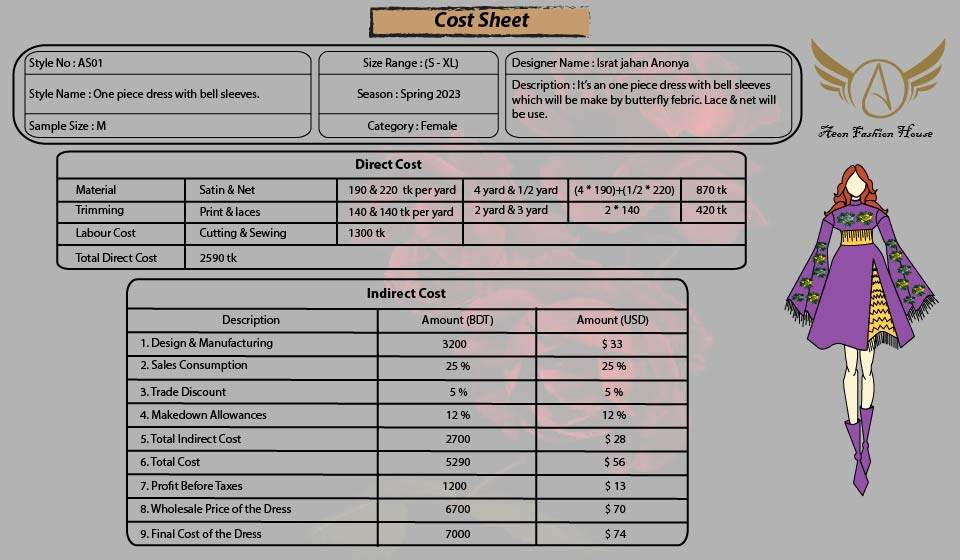 Cost Sheet
Style No : AS01
Style Name : One piece dress with bell sleeves.
Sample Size : M
Size Range : (S - XL)
Season : Spring 2023
Category : Female
Designer Name : Israt jahan Anonya
Description : It's an one piece dress with bell sleeves
which will be make by butterfly febric. Lace & net will
be use.
A
Aeon Fashion House
Direct Cost
Material Satin & Net 190 & 220 tk per yard 4 yard & 1/2 yard (4 * 190)+(1/2 * 220) 870 tk
Trimming Print & laces 140 & 140 tk per yard 2 yard & 3 yard 2 * 140 420 tk
Labour Cost Cutting & Sewing 1300 tk
Total Direct Cost 2590 tk
Indirect Cost
Description Amount (BDT) Amount (USD)
1. Design & Manufacturing 3200 $ 33
2. Sales Consumption 25 % 25 %
3. Trade Discount 5 % 5 %
4. Makedown Allowances 12 % 12 %
5. Total Indirect Cost 2700 $ 28
6. Total Cost 5290 $ 56
7. Profit Before Taxes 1200 $ 13
8. Wholesale Price of the Dress 6700 $ 70
9. Final Cost of the Dress 7000 $ 74